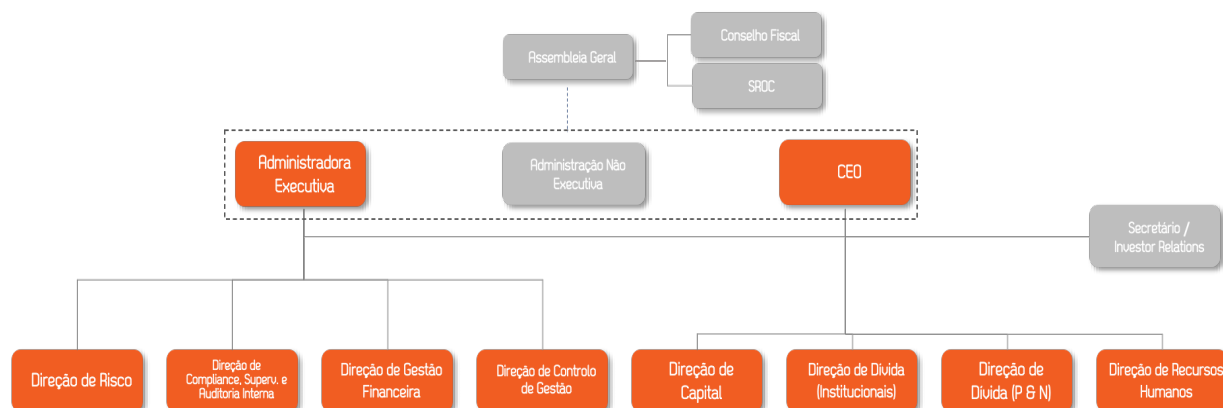 Conselho Fiscal
Assembleia Geral
SROC
Administradora
Executiva
Administração Não
Executiva
CEO
Secretário /
Investor Relations
Direção de Risco
Direção de
Compliance, Superv. e
Auditoria Interna
Direção de Gestão
Financeira
Direção de Controlo
de Gestão
Direção de
Capital
Direção de Dívida
(Institucionais)
Direção de
Dívida (P & N)
Direção de Recursos
Humanos